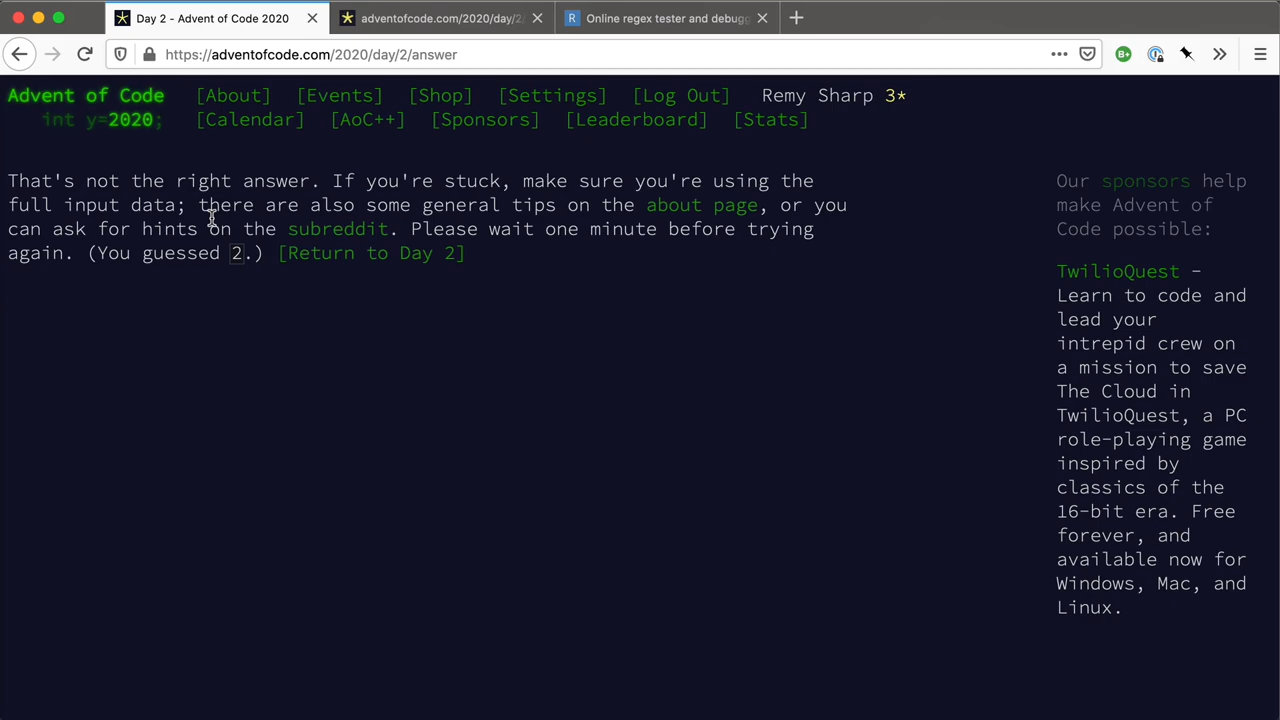 Day 2 - Advent of Code 2020
adventofcode.com/2020/day/2/
Online regex tester and debugg
https://adventofcode.com/2020/day/2/answer
Advent of Code [About] [Events] [Shop] [Settings] [Log Out] Remy Sharp 3*
int y=2020; [Calendar] [AoC++] [Sponsors] [Leaderboard] [Stats]
That's not the right answer. If you're stuck, make sure you're using the
full input data; there are also some general tips on the about page, or you
can ask for hints on the subreddit. Please wait one minute before trying
again. (You guessed 2.) [Return to Day 2]
Our sponsors help
make Advent of
Code possible:
TwilioQuest -
Learn to code and
lead your
intrepid crew on
a mission to save
The Cloud in
TwilioQuest, a PC
role-playing game
inspired by
classics of the
16-bit era. Free
forever, and
available now for
Windows, Mac, and
Linux.